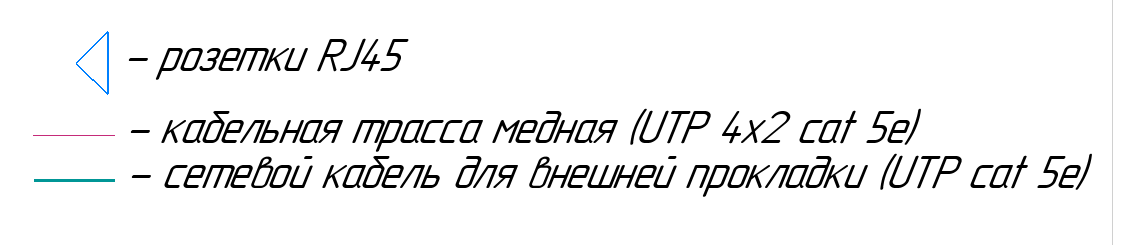 – розетки RJ45
– кабельная трасса медная (UTP 4x2 cat 5e)
– сетевой кабель для внешней прокладки (UTP cat 5e)